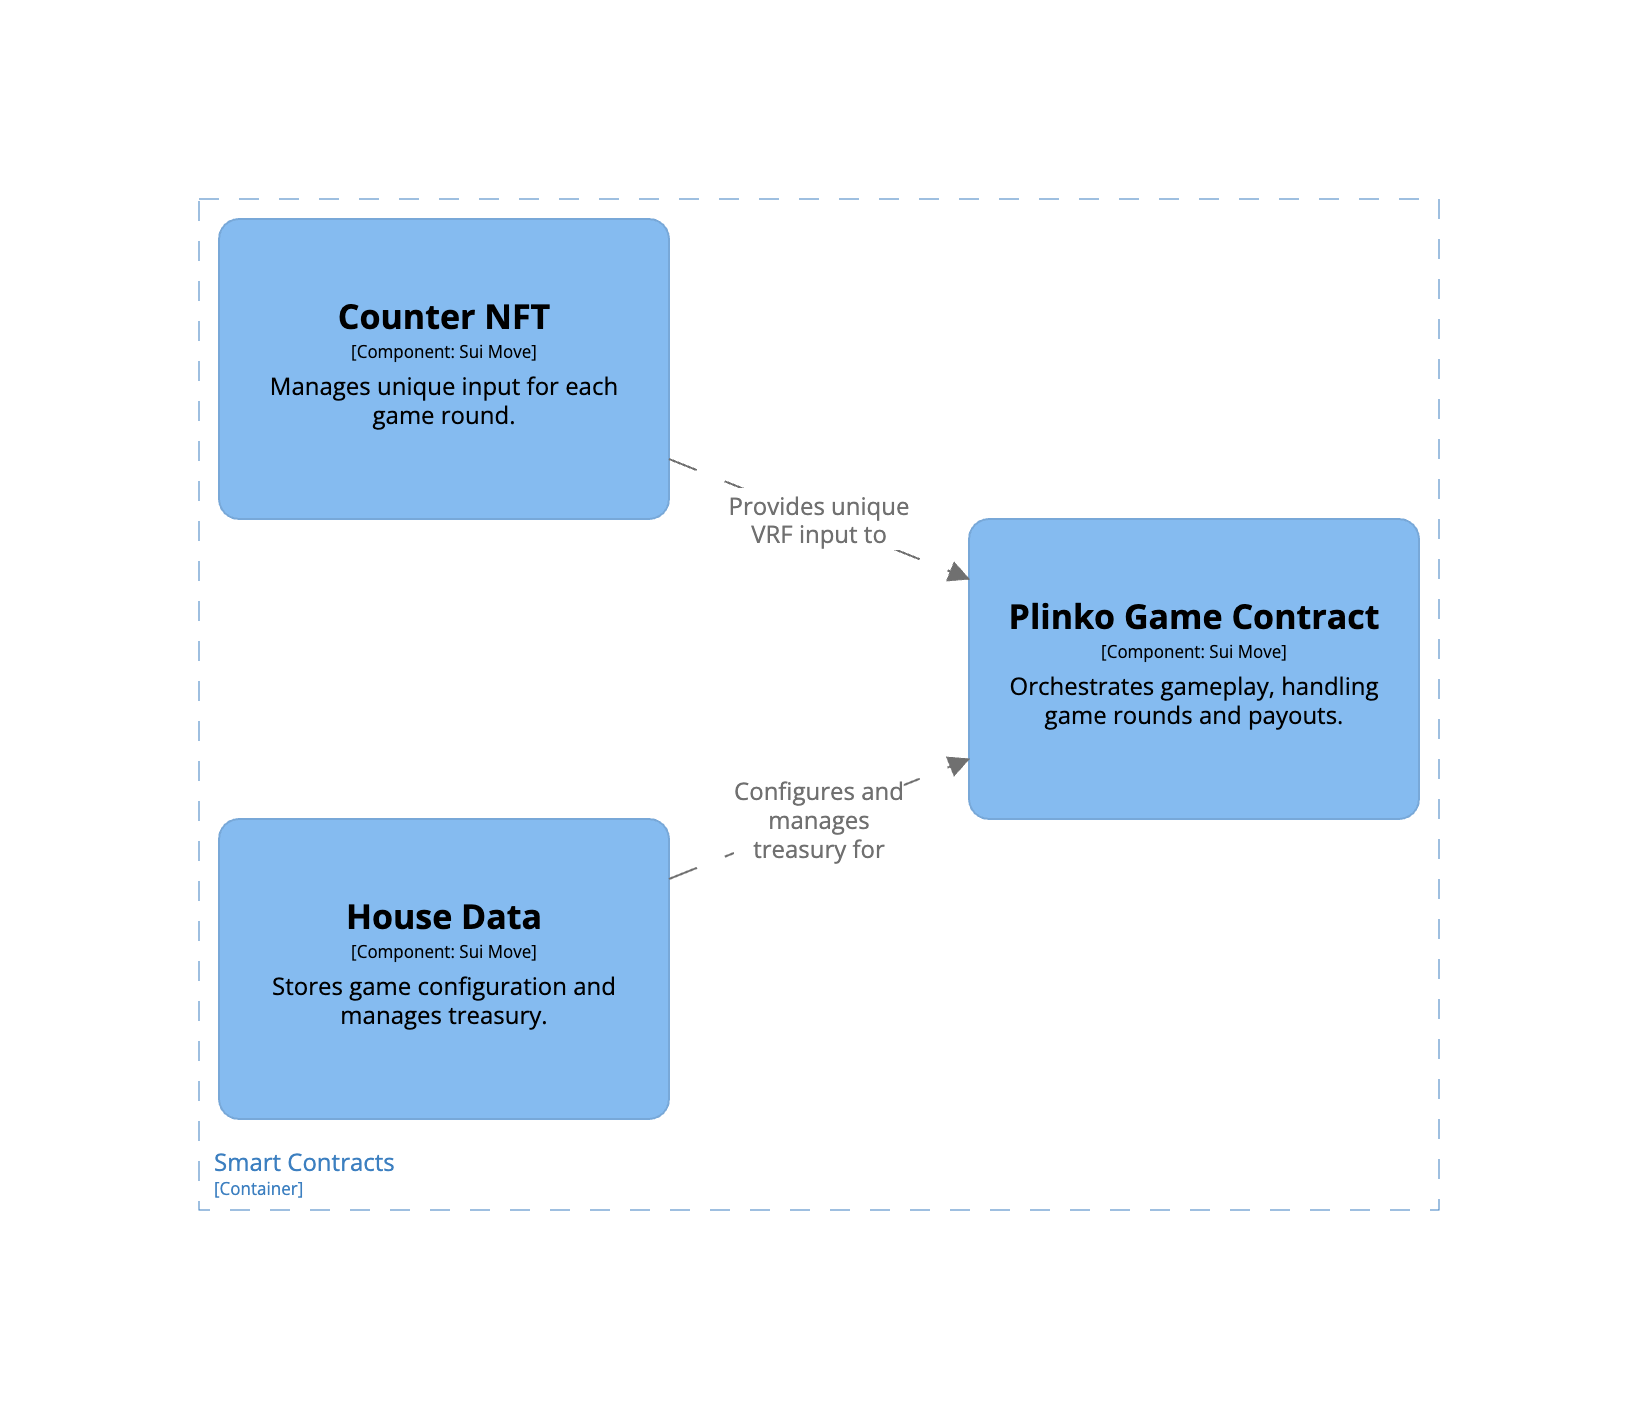 Counter NFT
[Component: Sui Move]
Manages unique input for each
game round.
Provides unique
VRF input to
Plinko Game Contract
[Component: Sui Move]
Orchestrates gameplay, handling
game rounds and payouts.
Configures and
manages
treasury for
House Data
[Component: Sui Move]
Stores game configuration and
manages treasury.
Smart Contracts
[Container]